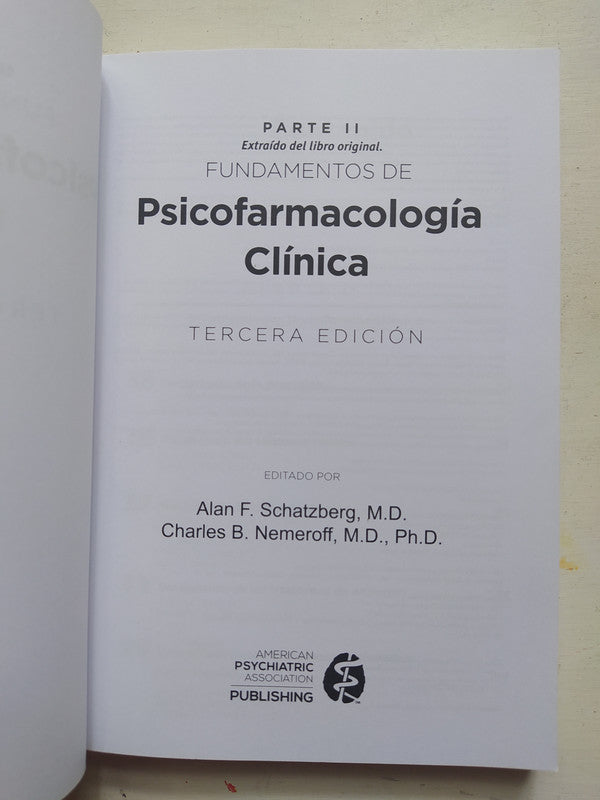 PARTE II
Extraído del libro original.
FUNDAMENTOS DE
Psicofarmacología
Clínica
TERCERA EDICIÓN
EDITADO POR
Alan F. Schatzberg, M.D.
Charles B. Nemeroff, M.D., Ph.D.
AMERICAN
PSYCHIATRIC
ASSOCIATION
PUBLISHING